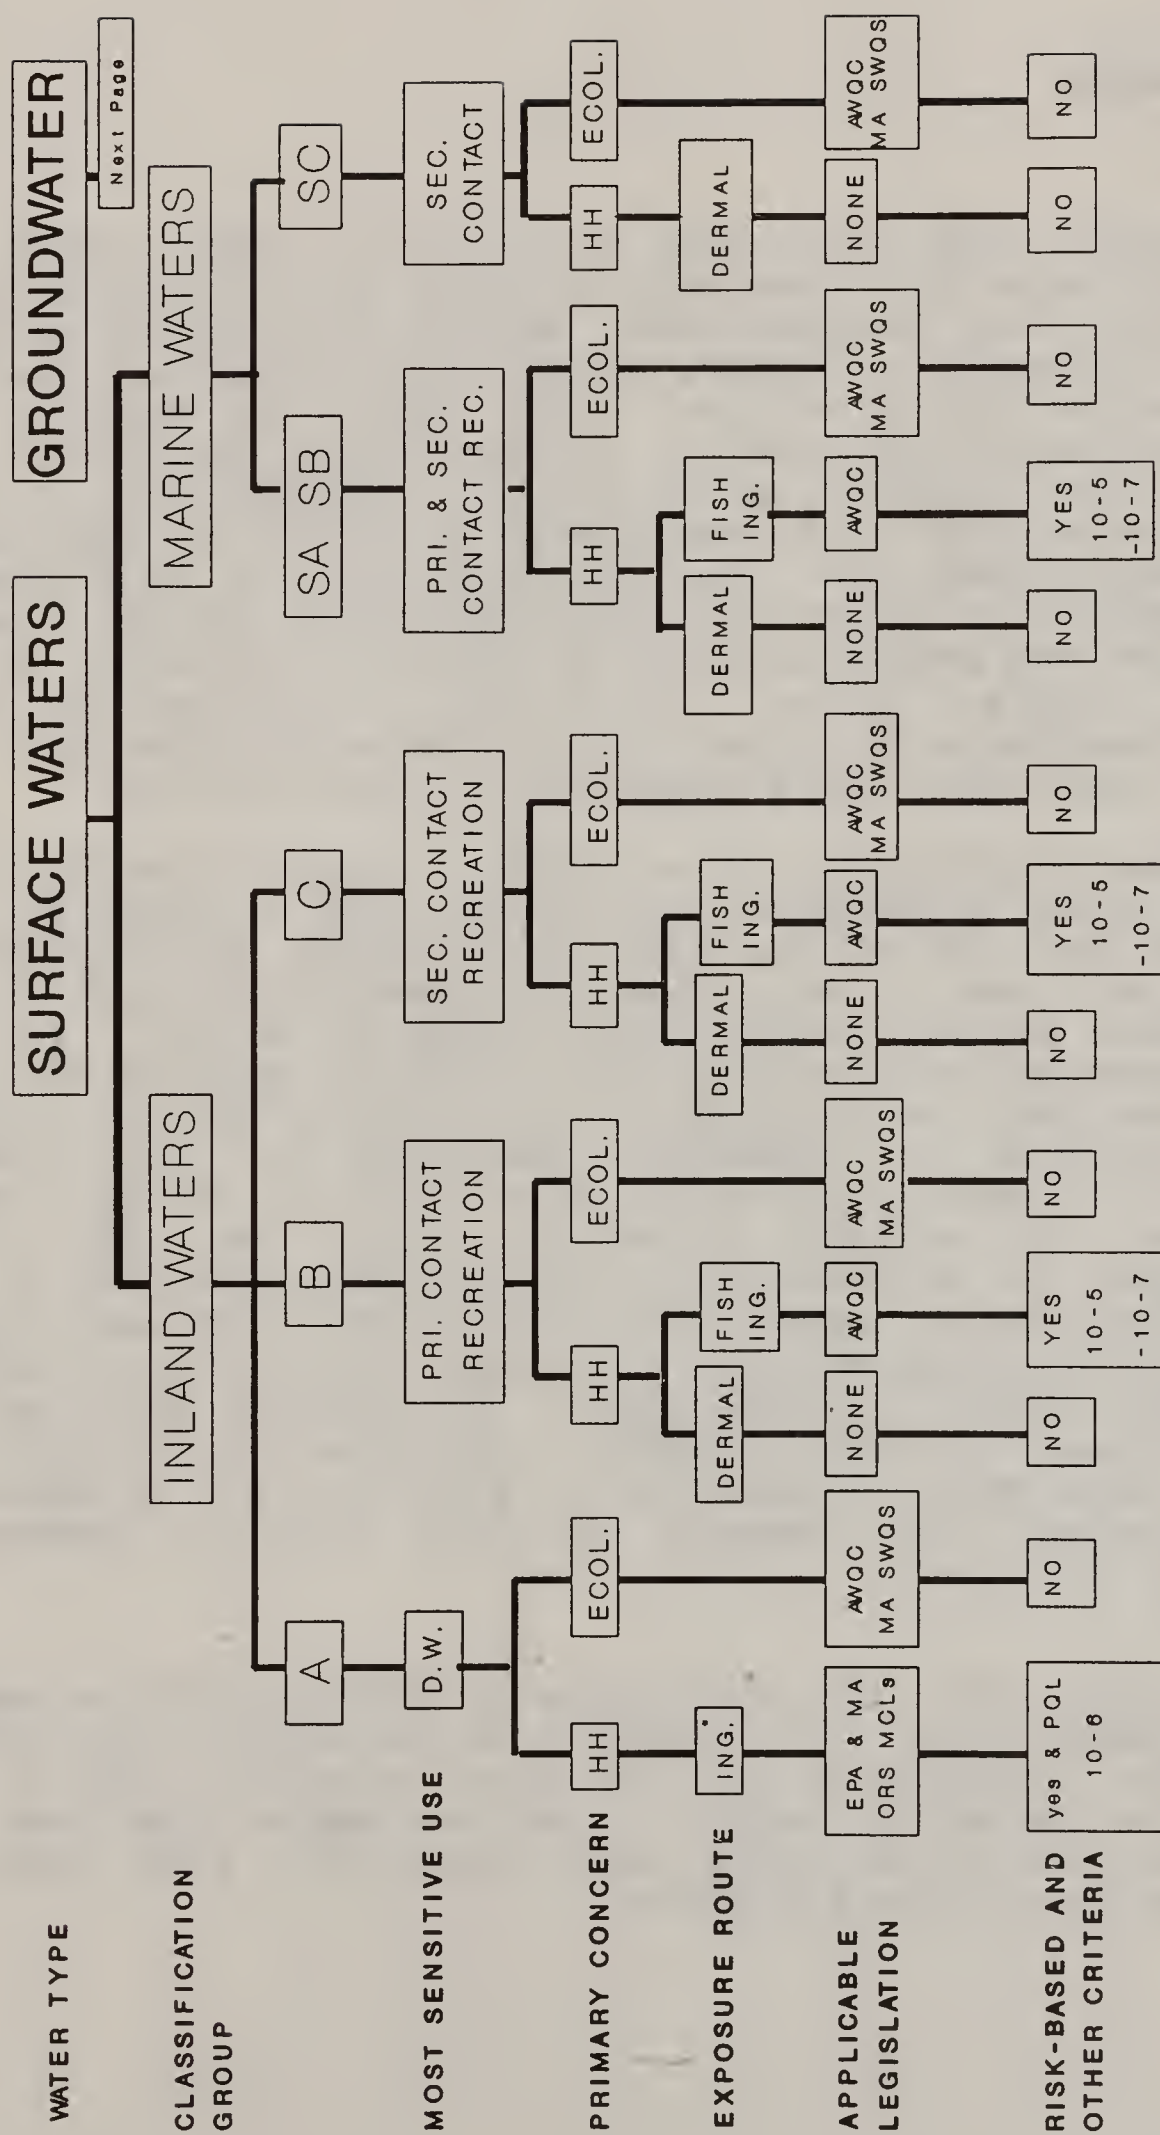 WATER TYPE
SURFACE WATERS
GROUNDWATER
Next Page
CLASSIFICATION
GROUP
INLAND WATERS
MARINE WATERS
A
B
C
SA SB
SC
MOST SENSITIVE USE
D.W.
PRI. CONTACT
RECREATION
SEC. CONTACT
RECREATION
PRI. & SEC.
CONTACT REC.
SEC.
CONTACT
PRIMARY CONCERN
HH
ECOL.
HH
ECOL.
HH
ECOL.
HH
ECOL.
HH
ECOL.
EXPOSURE ROUTE
ING.
DERMAL
FISH
ING.
DERMAL
FISH
ING.
DERMAL
FISH
ING.
DERMAL
APPLICABLE
LEGISLATION
EPA & MA
ORS MCLs
AWQC
MA SWQS
NONE
AWQC
AWQC
MA SWQS
NONE
AWQC
AWQC
MA SWQS
NONE
AWQC
AWQC
MA SWQS
NONE
AWQC
MA SWQS
RISK-BASED AND
OTHER CRITERIA
yes & PQL
10-6
NO
NO
YES
10-5
-10-7
NO
NO
YES
10-5
-10-7
NO
NO
YES
10-5
-10-7
NO
NO
NO